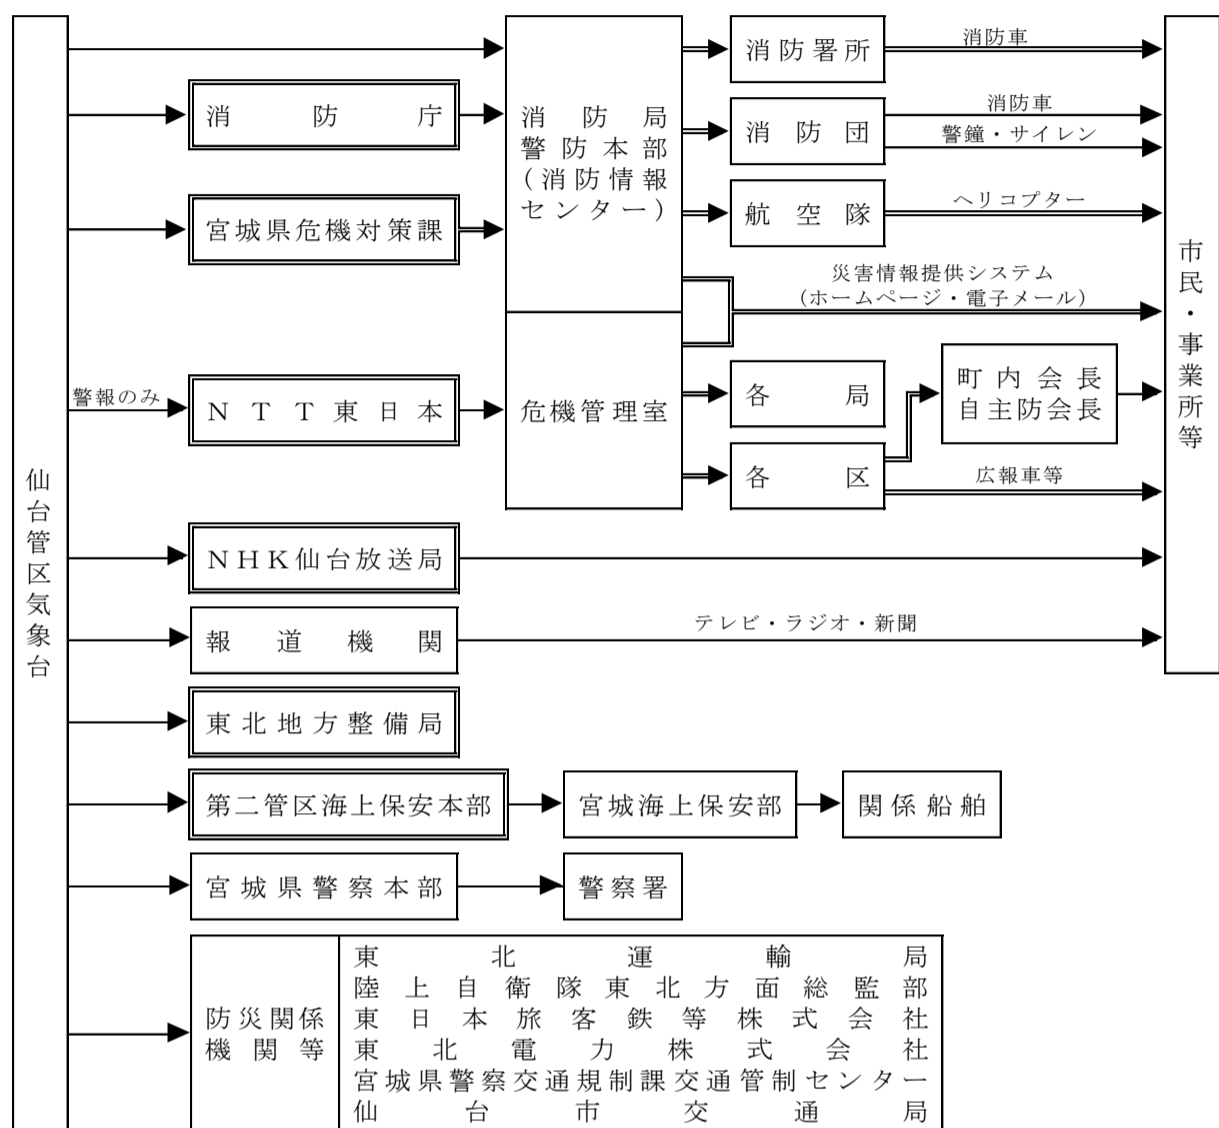 仙台管区気象台
消防庁
宮城県危機対策課
警報のみ
NTT東日本
NHK仙台放送局
報道機関
東北地方整備局
第二管区海上保安本部
宮城県警察本部
防災関係
機関等
東北運輸局
陸上自衛隊東北方面総監部
東日本旅客鉄等株式会社
東北電力株式会社
宮城県警察交通規制課交通管制センター
仙台市交通局
宮城海上保安部
関係船舶
警察署
消防局
警防本部
(消防情報
センター)
危機管理室
消防署所
消防車
消防団
消防車
警鐘・サイレン
航空隊
ヘリコプター
災害情報提供システム
(ホームページ・電子メール)
各局
各区
町内会長
自主防会長
広報車等
テレビ・ラジオ・新聞
市民・事業所等